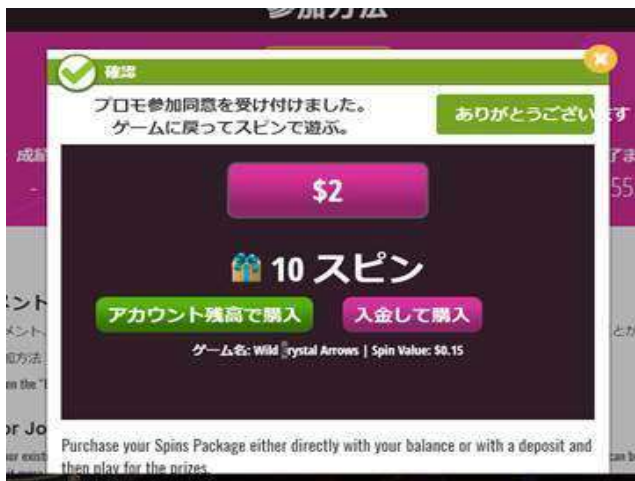 参加方法
確認
プロモ参加同意を受け付けました。
ゲームに戻ってスピンで遊ぶ。
ありがとうござい ます
$2
10 スピン
アカウント残高で購入
入金して購入
ゲーム名: Wild rystal Arrows | Spin Value: $0.15
Purchase your Spins Package either directly with your balance or with a deposit and
then play for the prizes.